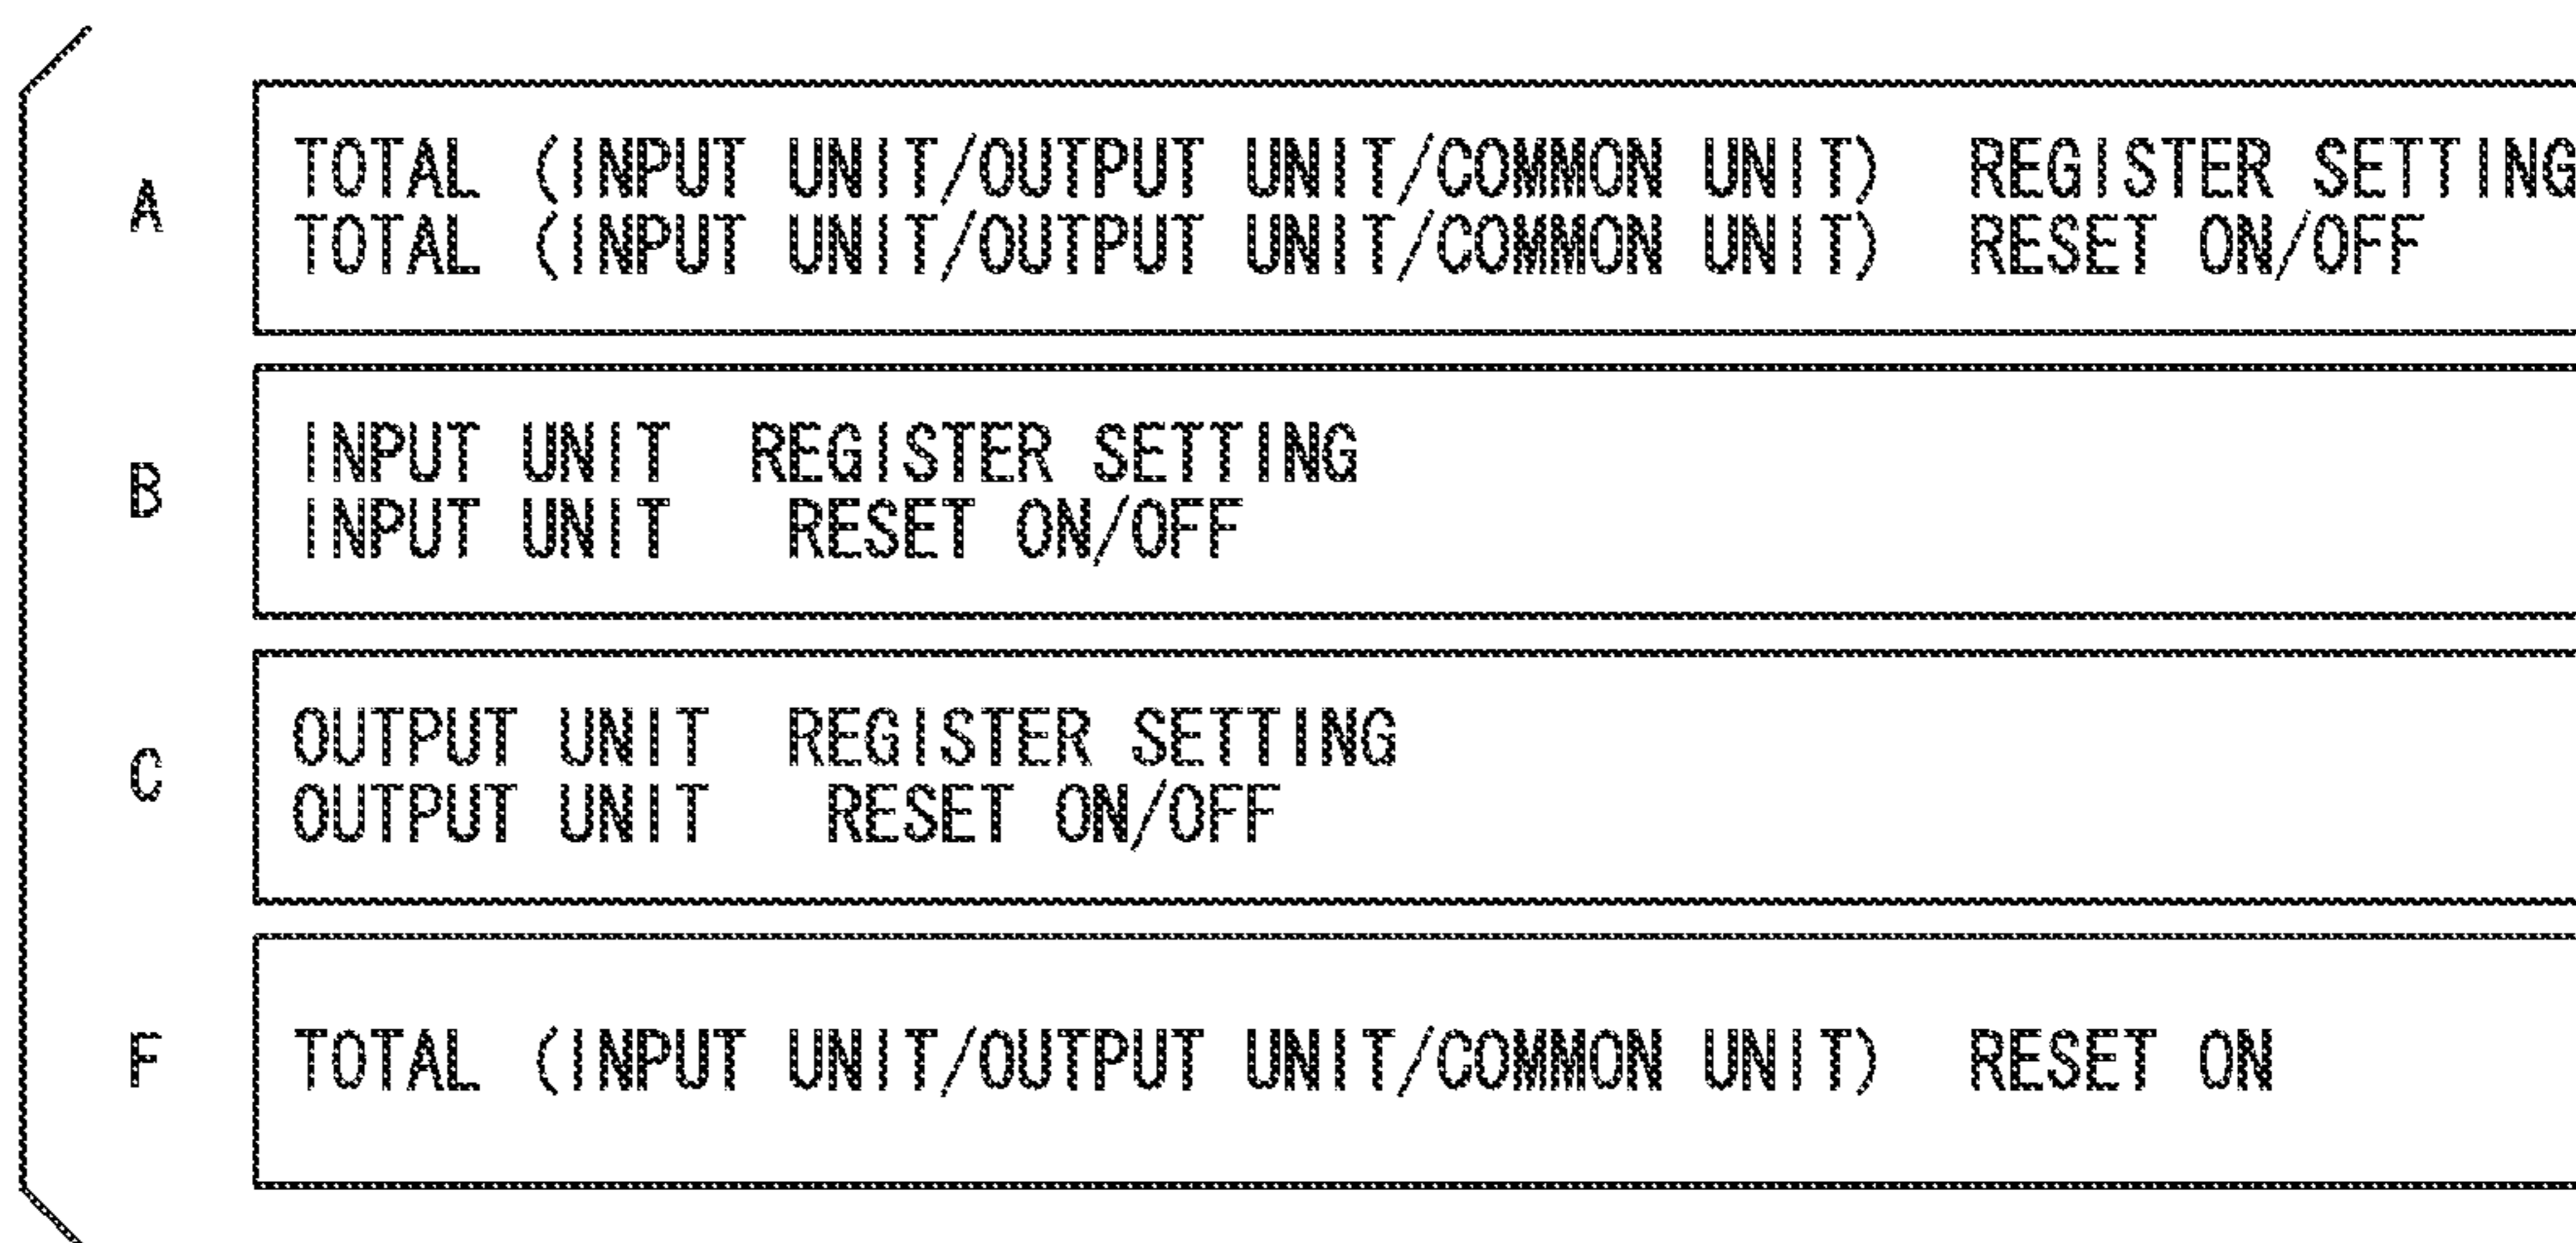 A
TOTAL (INPUT UNIT/OUTPUT UNIT/COMMON UNIT) REGISTER SETTING
TOTAL (INPUT UNIT/OUTPUT UNIT/COMMON UNIT) RESET ON/OFF
B
INPUT UNIT REGISTER SETTING
INPUT UNIT RESET ON/OFF
C
OUTPUT UNIT REGISTER SETTING
OUTPUT UNIT RESET ON/OFF
F
TOTAL (INPUT UNIT/OUTPUT UNIT/COMMON UNIT) RESET ON